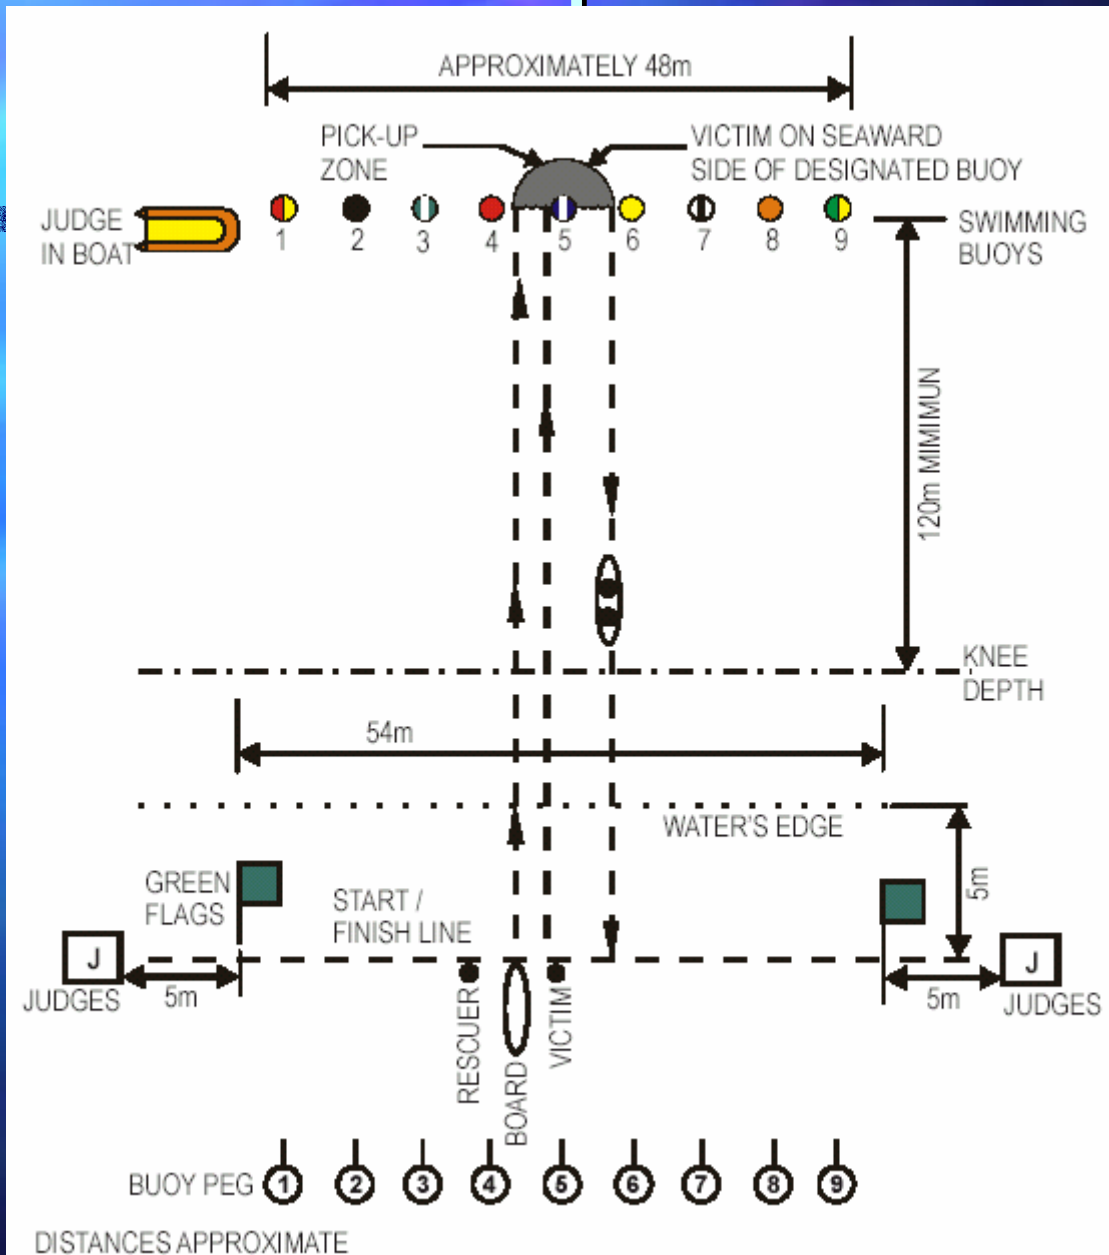 APPROXIMATELY 48m
PICK-UP
ZONE
VICTIM ON SEAWARD
SIDE OF DESIGNATED BUOY
JUDGE
IN BOAT
1 2 3 4 5 6 7 8 9
SWIMMING
BUOYS
120m MIMIMUN
KNEE
DEPTH
54m
WATER'S EDGE
5m
GREEN
FLAGS
START /
FINISH LINE
J
JUDGES
5m
RESCUER
BOARD
VICTIM
5m
J
JUDGES
BUOY PEG 1 2 3 4 5 6 7 8 9
DISTANCES APPROXIMATE